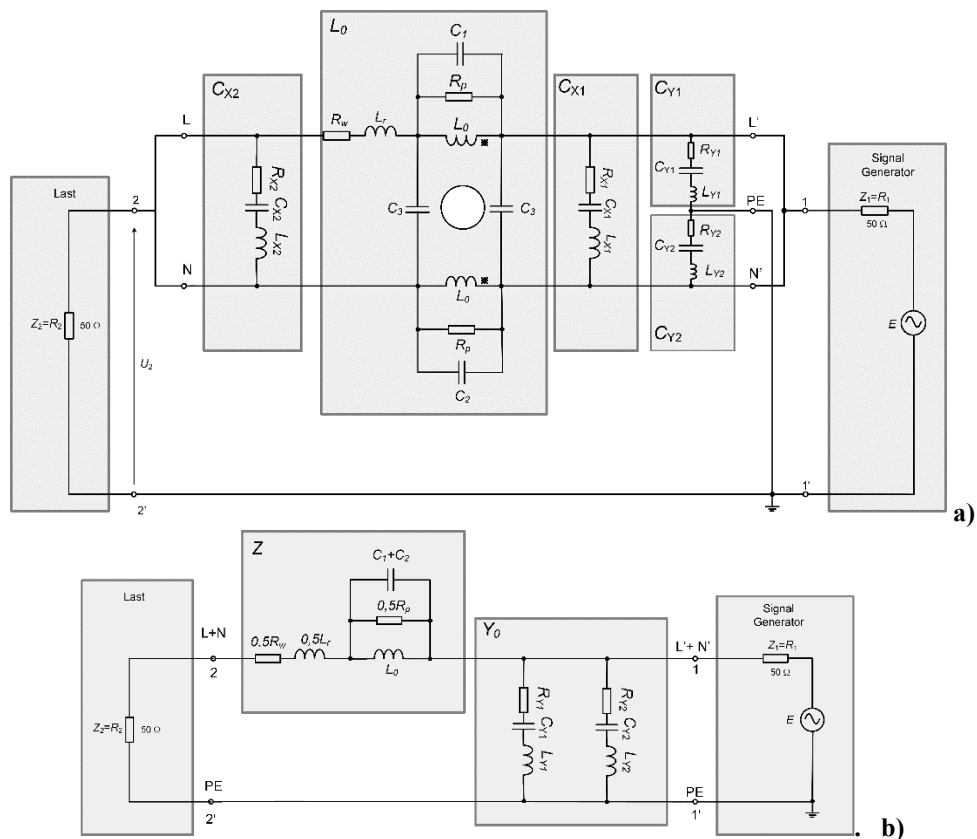 L0
C1
Rp
CX2
CX1
CY1
Rw
Lr
L0
*
L
L'
RX2
CX2
LX2
RX1
CX1
LX1
RY1
CY1
LY1
Signal
Generator
Last
2
1
Z1=R1
50 Ω
PE
C3
C3
RY2
CY2
LY2
N
N'
L0
*
Rp
C2
CY2
Z2=R2
50 Ω
U2
E
2'
1'
a)
Z
C1+C2
0,5Rp
0,5Rw
0,5Lr
L0
Last
L+N
2
Y0
L'+ N'
1
Signal
Generator
Z1=R1
50 Ω
RY1
CY1
LY1
RY2
CY2
LY2
Z2=R2
50 Ω
E
PE
2'
PE
1'
. b)